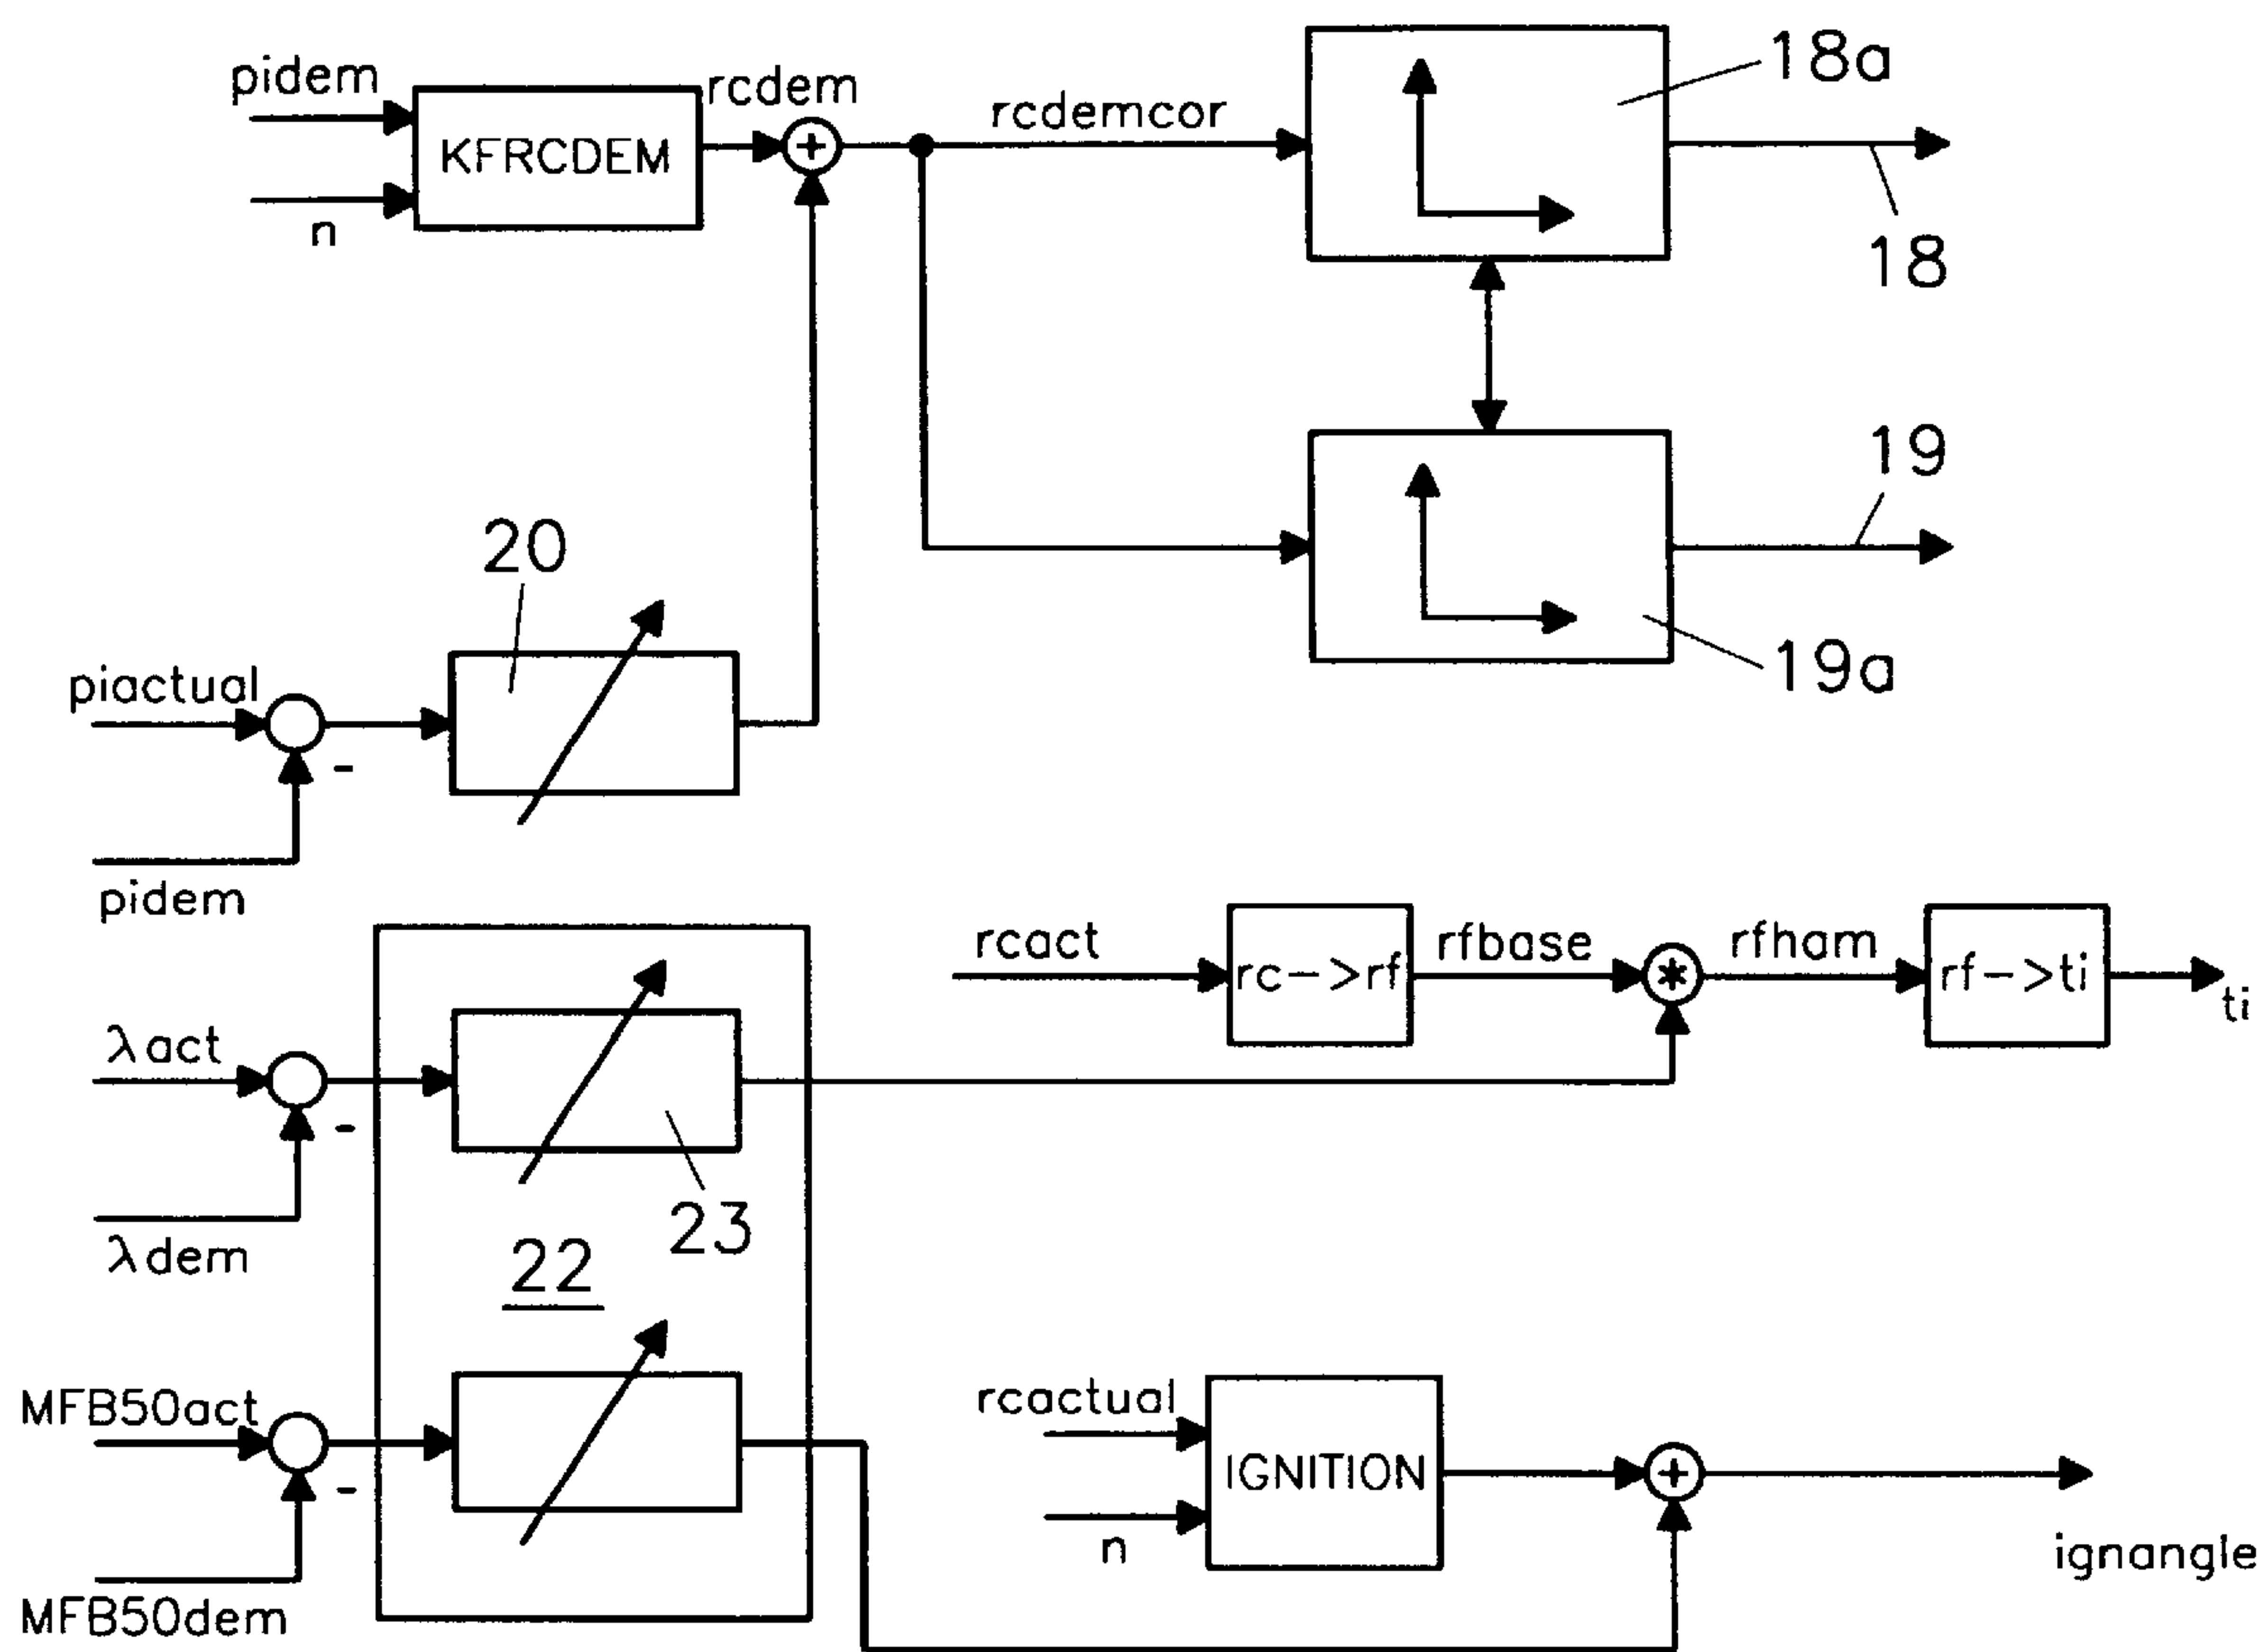 pidem
n
KFRCDEM
rcdem
+
rcdemcor
18a
18
19
19a
20
piactual
-
pidem
rcact
rc->rf
rfbase
*
rfham
rf->ti
ti
λact
-
λdem
23
22
MFB50act
-
MFB50dem
rcactual
n
IGNITION
+
ignangle